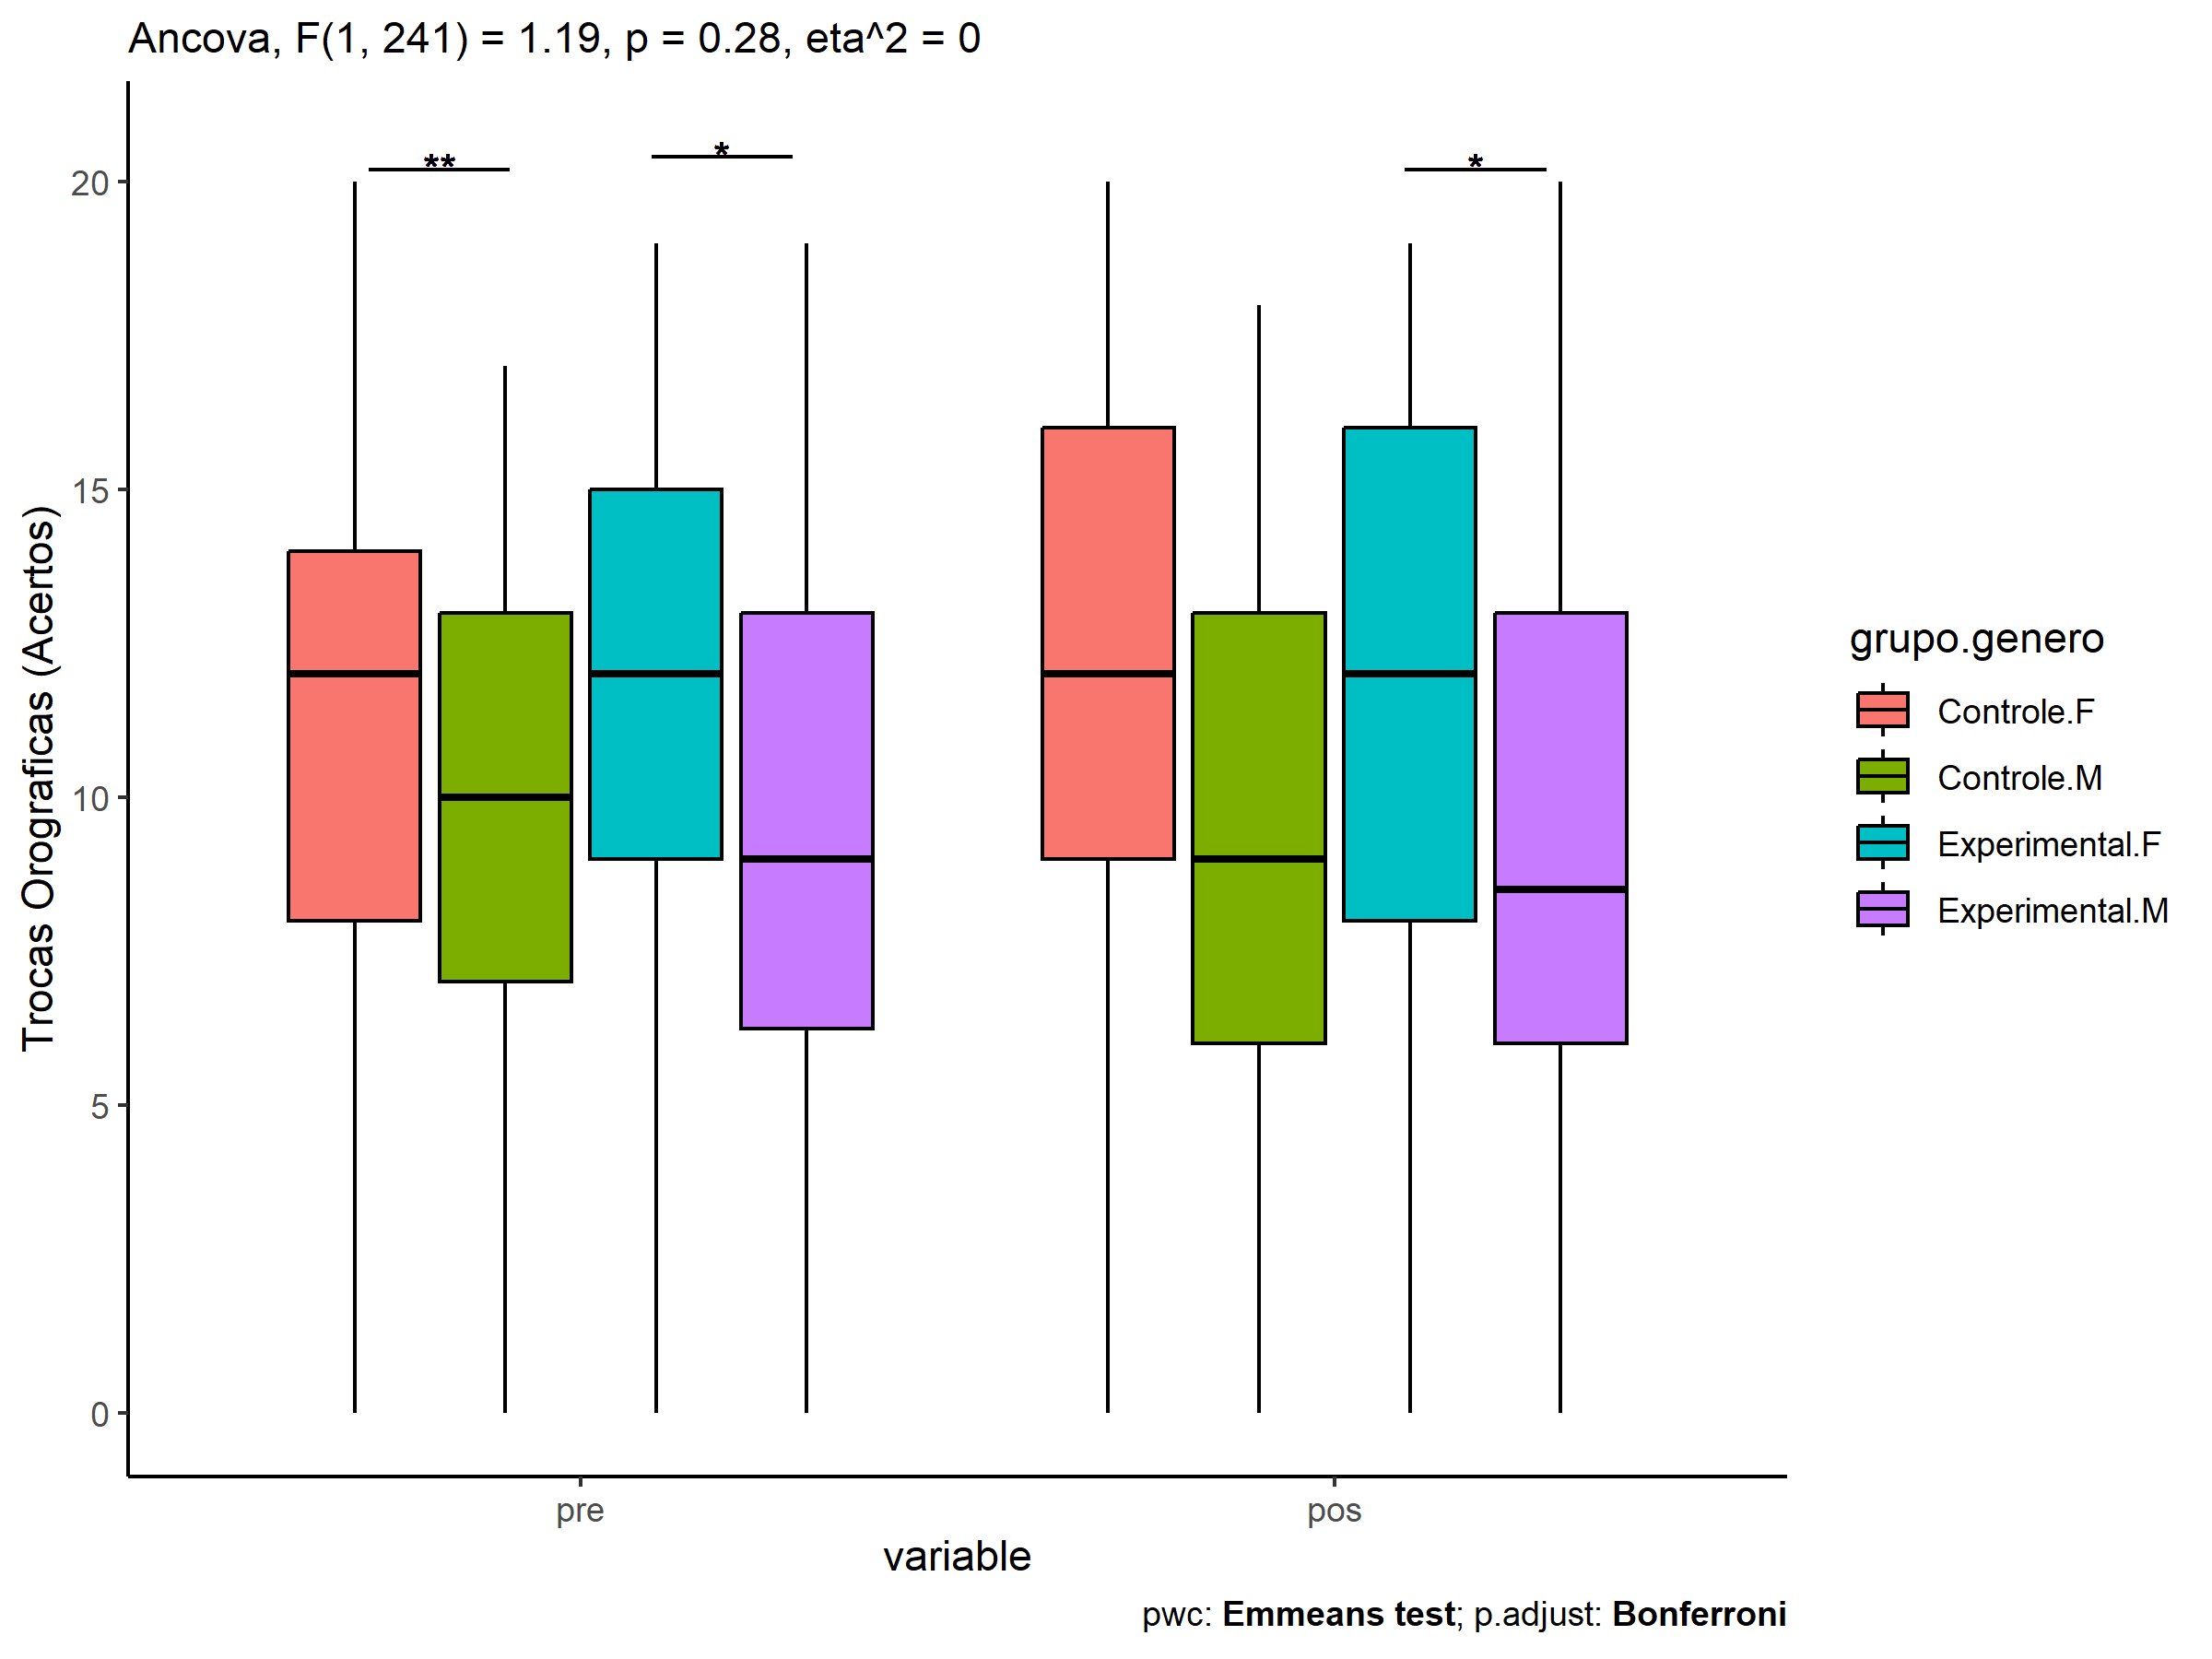 Ancova, F(1, 241) = 1.19, p = 0.28, eta^2 = 0
** * *
20
15
10
5
0
Trocas Orograficas (Acertos)
pre pos
variable
grupo.genero
Controle.F
Controle.M
Experimental.F
Experimental.M
pwc: Emmeans test; p.adjust: Bonferroni